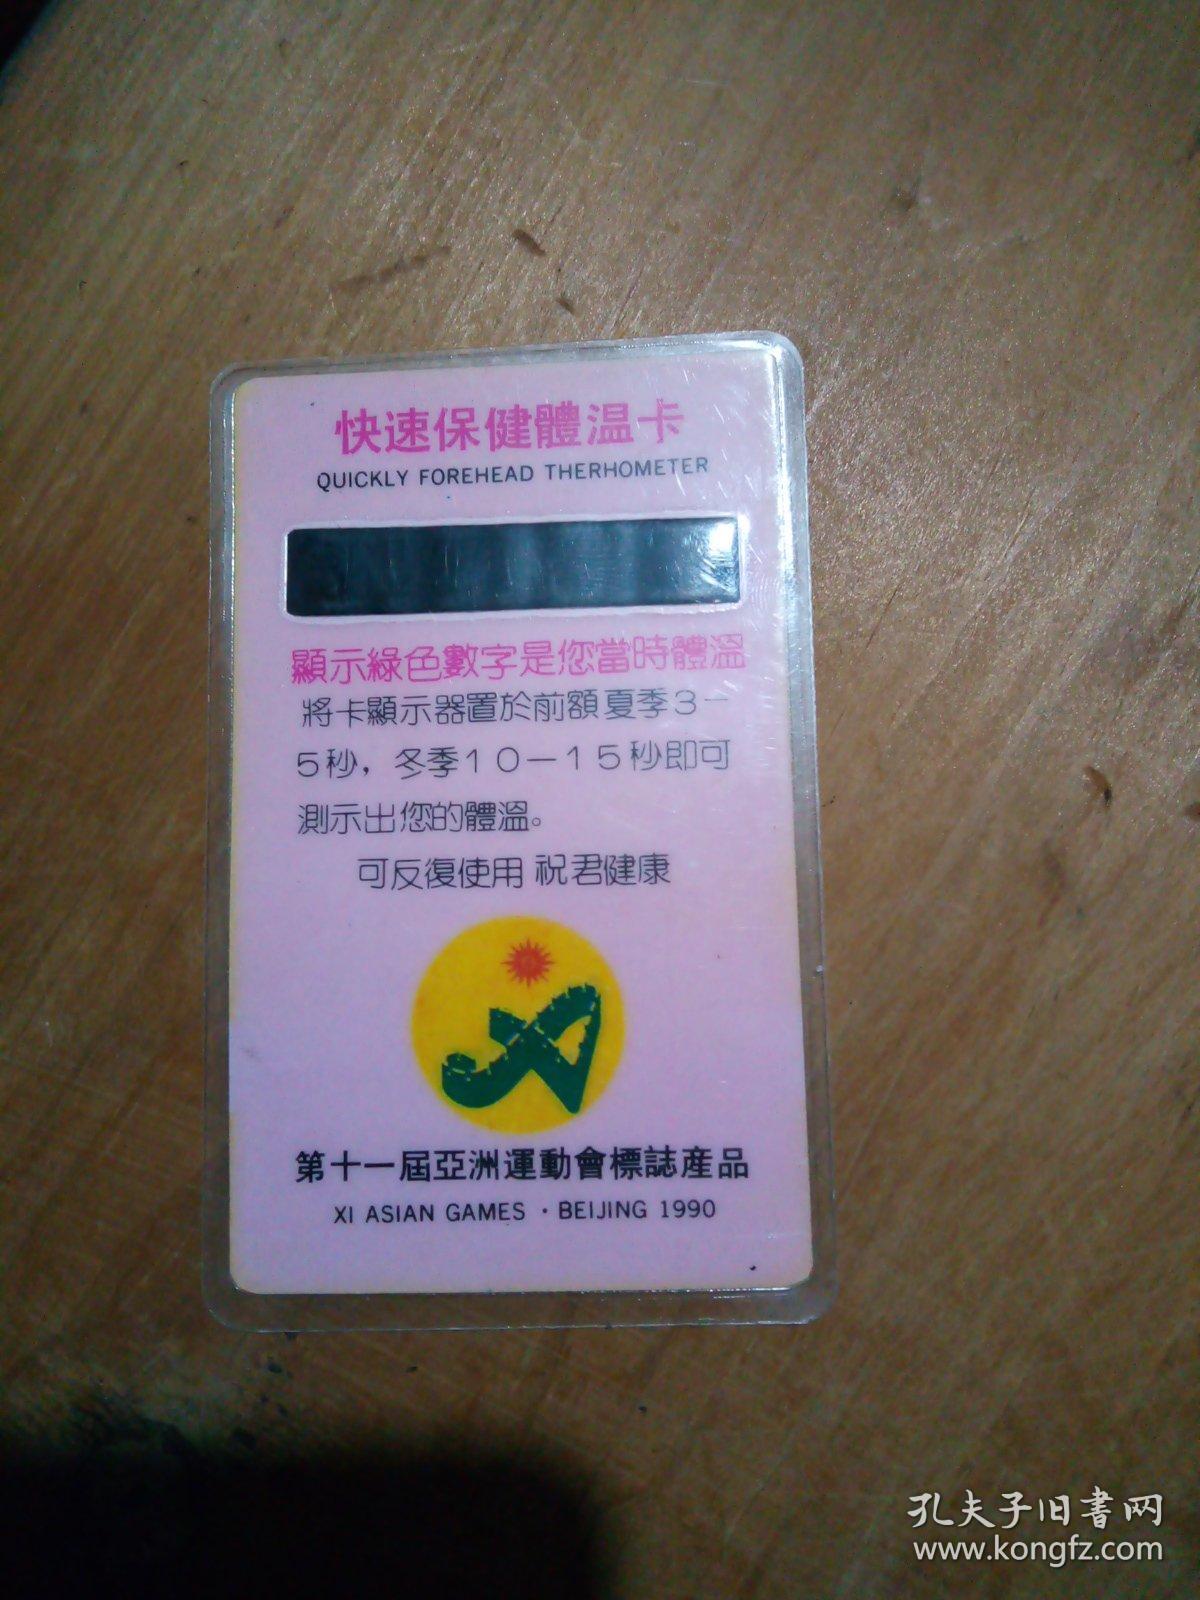 快速保健體温卡
QUICKLY FOREHEAD THERHOMETER
顯示綠色數字是您當時體溫
將卡顯示器置於前額夏季3－
5秒，冬季10－15秒即可
測示出您的體溫。
可反復使用 祝君健康
第十一屆亞洲運動會標誌産品
XI ASIAN GAMES · BEIJING 1990
孔夫子旧書网
www.kongfz.com